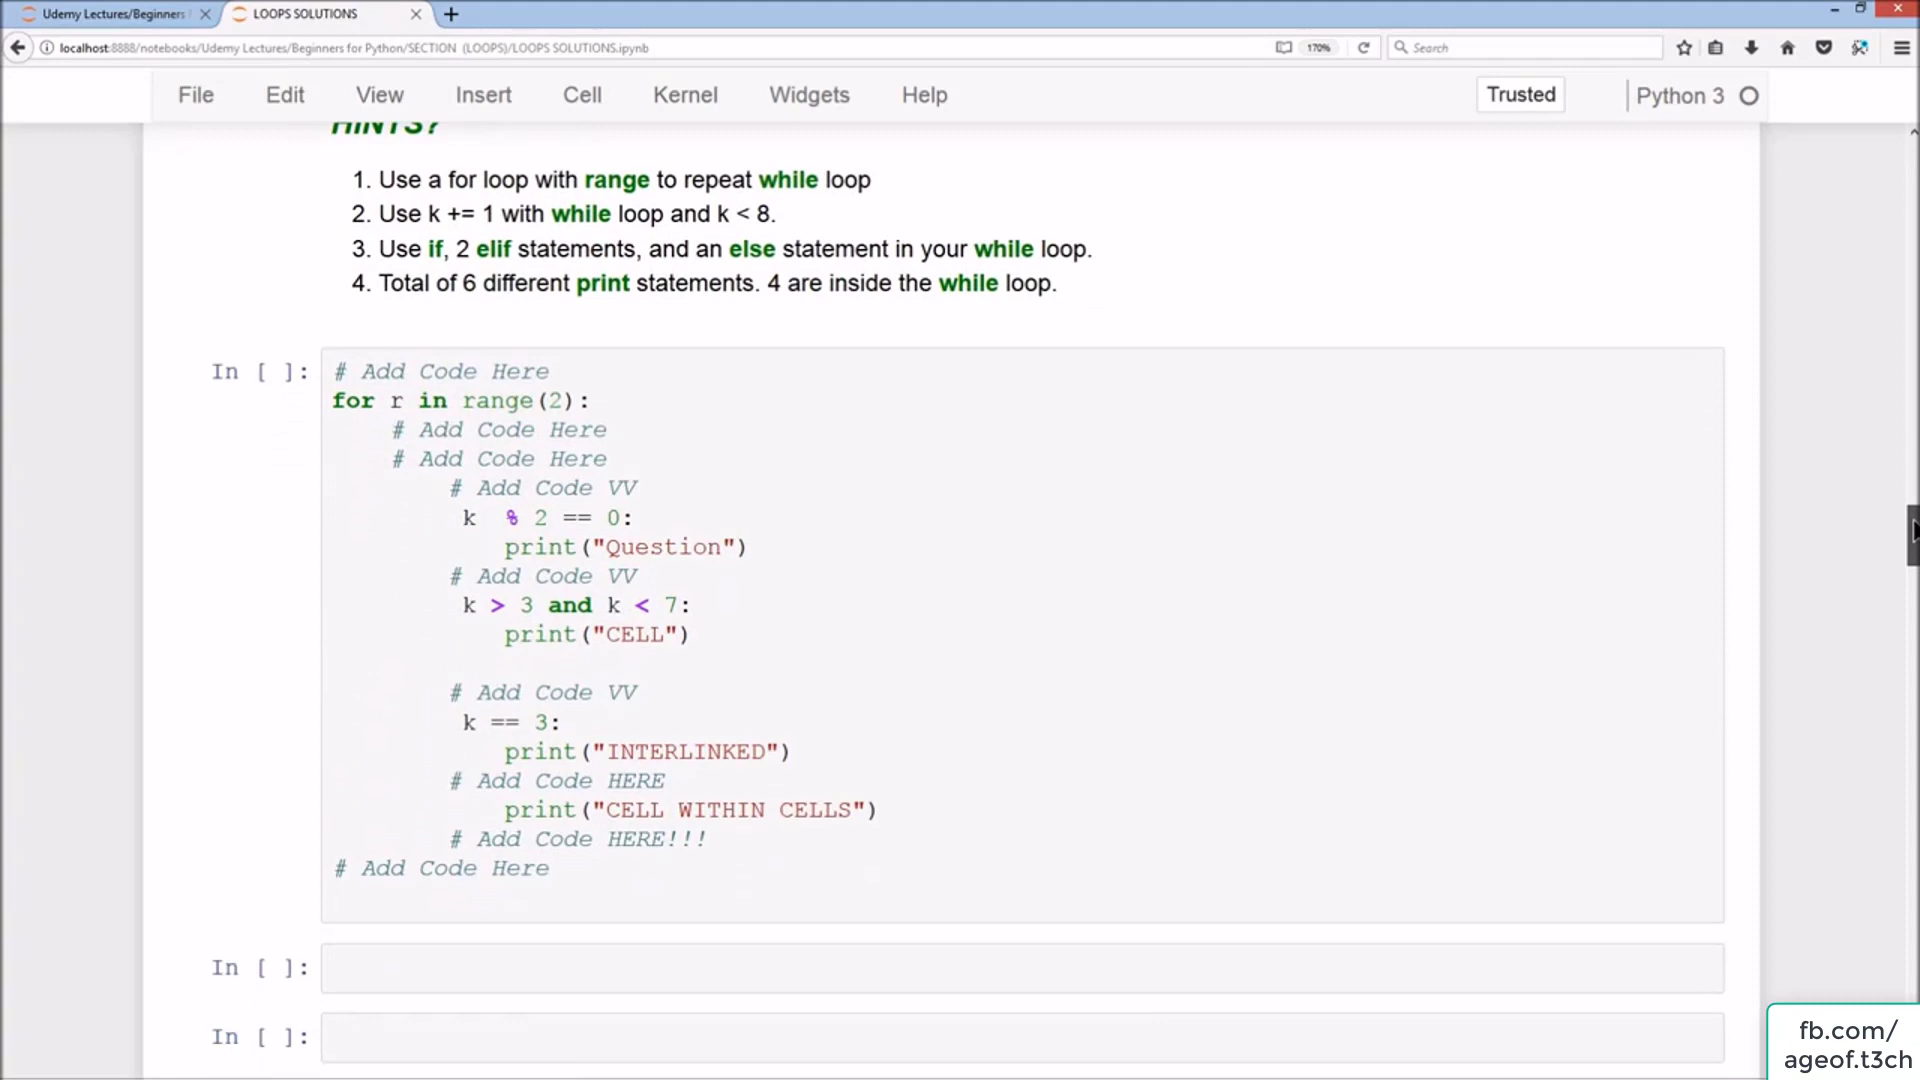 Udemy Lectures/Beginners
LOOPS SOLUTIONS
localhost:8888/notebooks/Udemy Lectures/Beginners for Python/SECTION (LOOPS)/LOOPS SOLUTIONS.ipynb
170%
Search
File Edit View Insert Cell Kernel Widgets Help
Trusted
Python 3
HINTS?
1. Use a for loop with range to repeat while loop
2. Use k += 1 with while loop and k < 8.
3. Use if, 2 elif statements, and an else statement in your while loop.
4. Total of 6 different print statements. 4 are inside the while loop.
In [ ]:
# Add Code Here
for r in range(2):
# Add Code Here
# Add Code Here
# Add Code VV
k % 2 == 0:
print("Question")
# Add Code VV
k > 3 and k < 7:
print("CELL")
# Add Code VV
k == 3:
print("INTERLINKED")
# Add Code HERE
print("CELL WITHIN CELLS")
# Add Code HERE!!!
# Add Code Here
In [ ]:
In [ ]:
fb.com/
ageof.t3ch